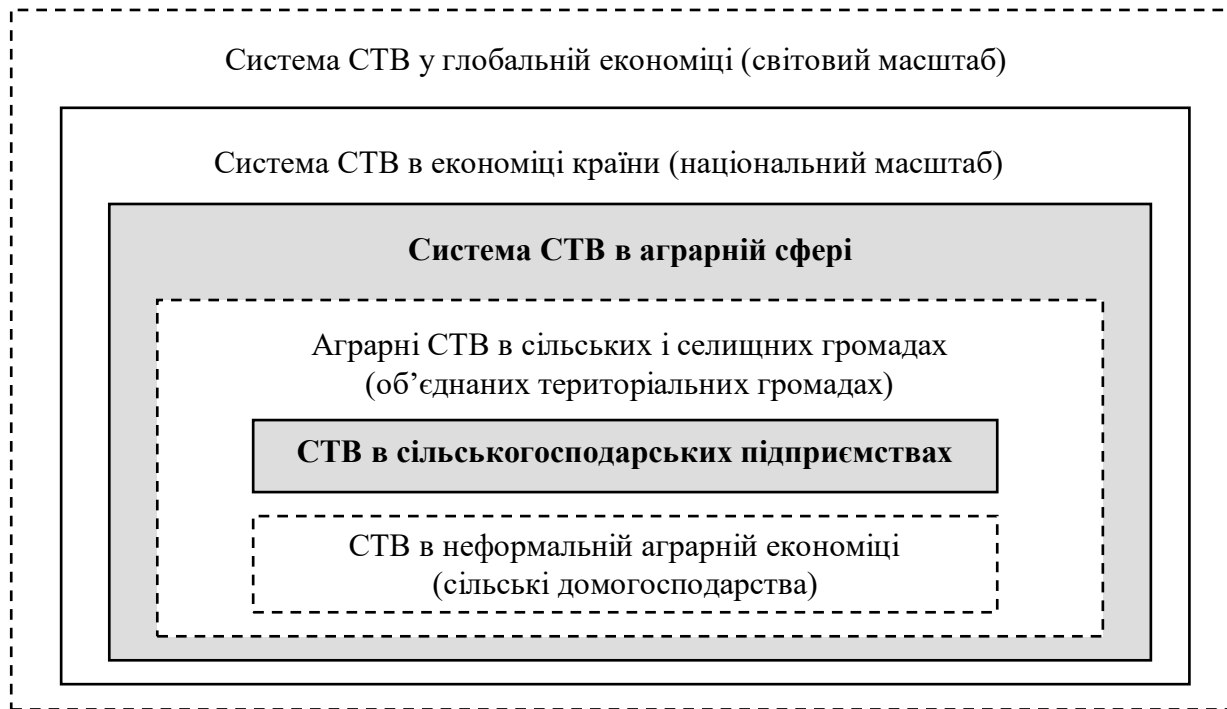 Система СТВ у глобальній економіці (світовий масштаб)
Система СТВ в економіці країни (національний масштаб)
Система СТВ в аграрній сфері
Аграрні СТВ в сільських і селищних громадах
(об’єднаних територіальних громадах)
СТВ в сільськогосподарських підприємствах
СТВ в неформальній аграрній економіці
(сільські домогосподарства)